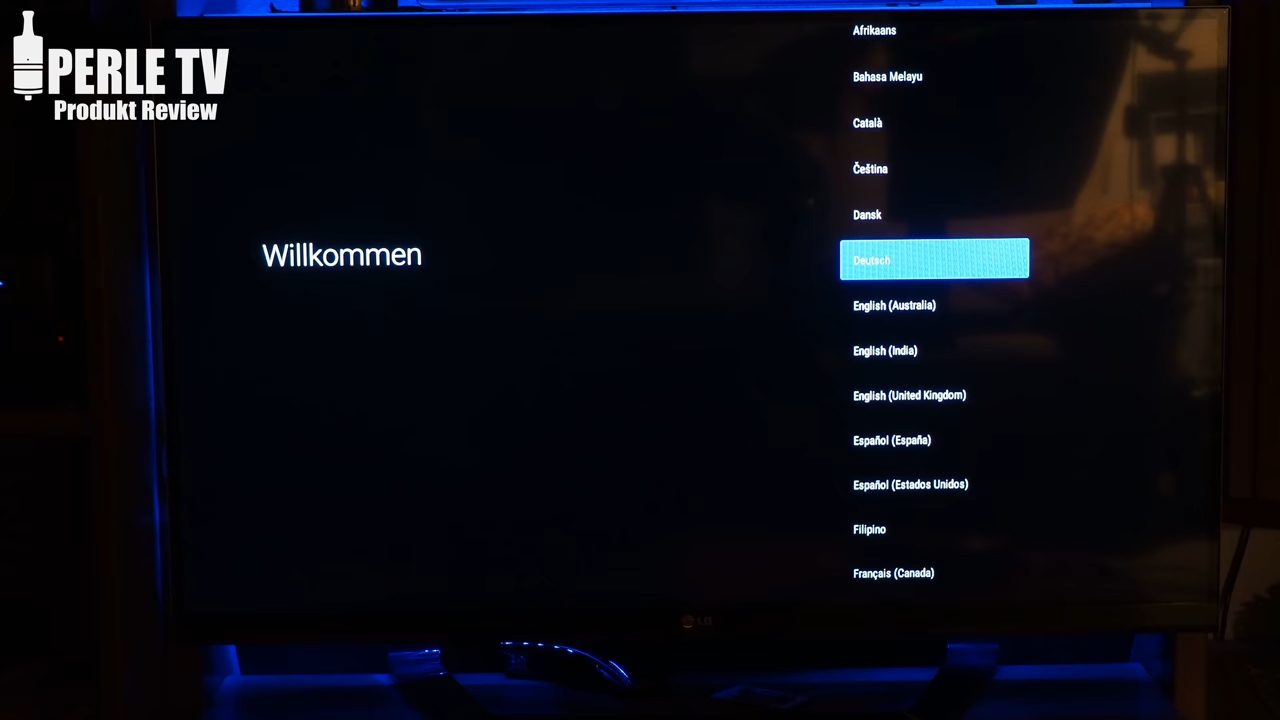 PERLE TV
Produkt Review
Willkommen
Afrikaans
Bahasa Melayu
Català
Čeština
Dansk
Deutsch
English (Australia)
English (India)
English (United Kingdom)
Español (España)
Español (Estados Unidos)
Filipino
Français (Canada)
LG